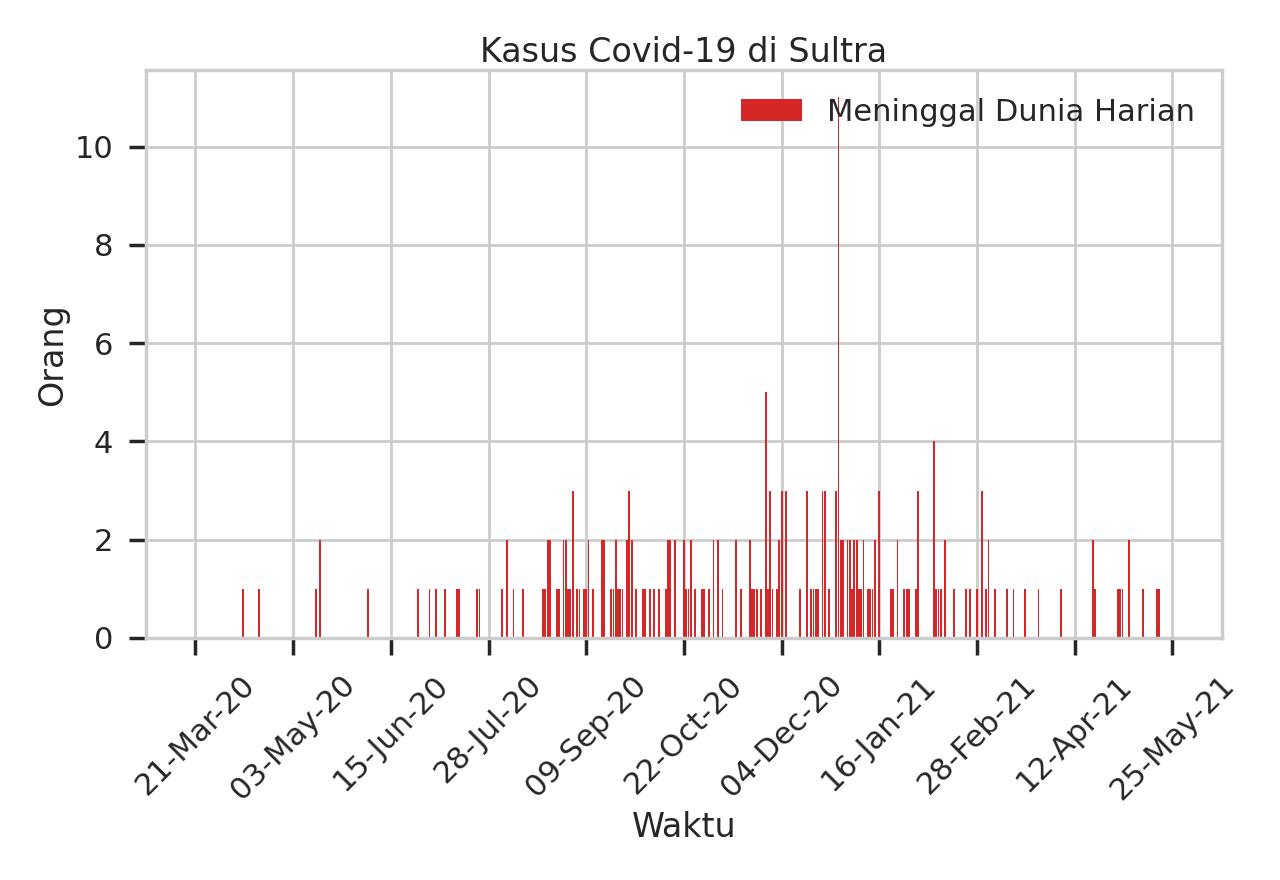 Kasus Covid-19 di Sultra
Meninggal Dunia Harian
10
8
6
4
2
0
Orang
21-Mar-20
03-May-20
15-Jun-20
28-Jul-20
09-Sep-20
22-Oct-20
04-Dec-20
16-Jan-21
28-Feb-21
12-Apr-21
25-May-21
Waktu